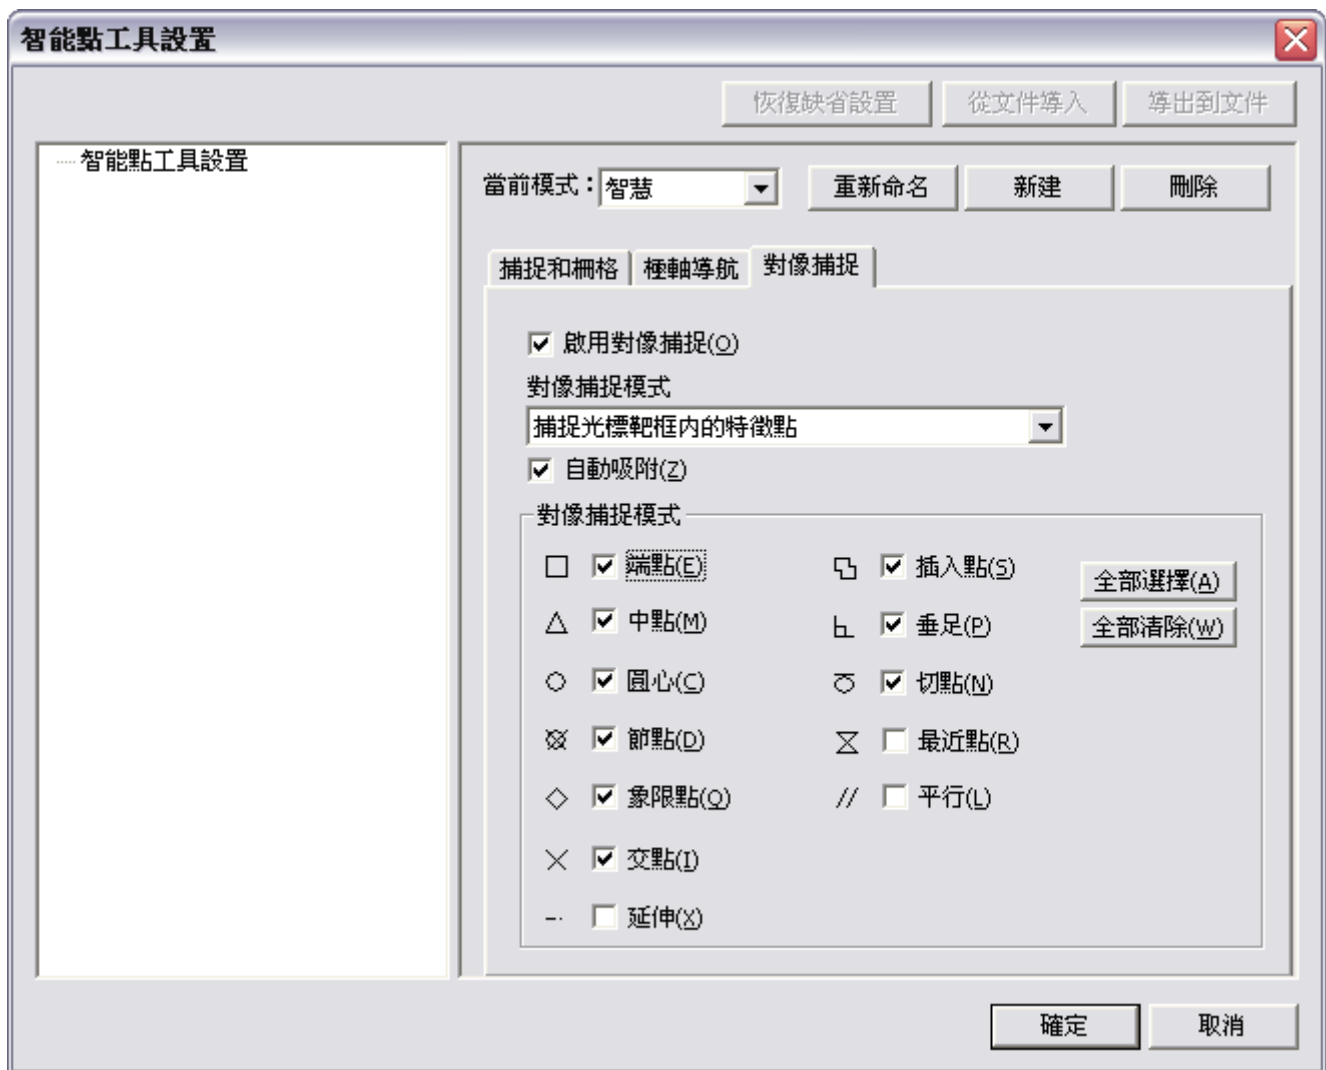 智能點工具設置
恢復缺省設置 從文件導入 導出到文件
智能點工具設置
當前模式：智慧 重新命名 新建 刪除
捕捉和柵格 極軸導航 對像捕捉
啟用對像捕捉(O)
對像捕捉模式
捕捉光標靶框内的特徵點
自動吸附(Z)
對像捕捉模式
端點(E) 插入點(S) 全部選擇(A)
中點(M) 垂足(P) 全部清除(W)
圓心(C) 切點(N)
節點(D) 最近點(R)
象限點(Q) 平行(L)
交點(I)
延伸(X)
確定 取消